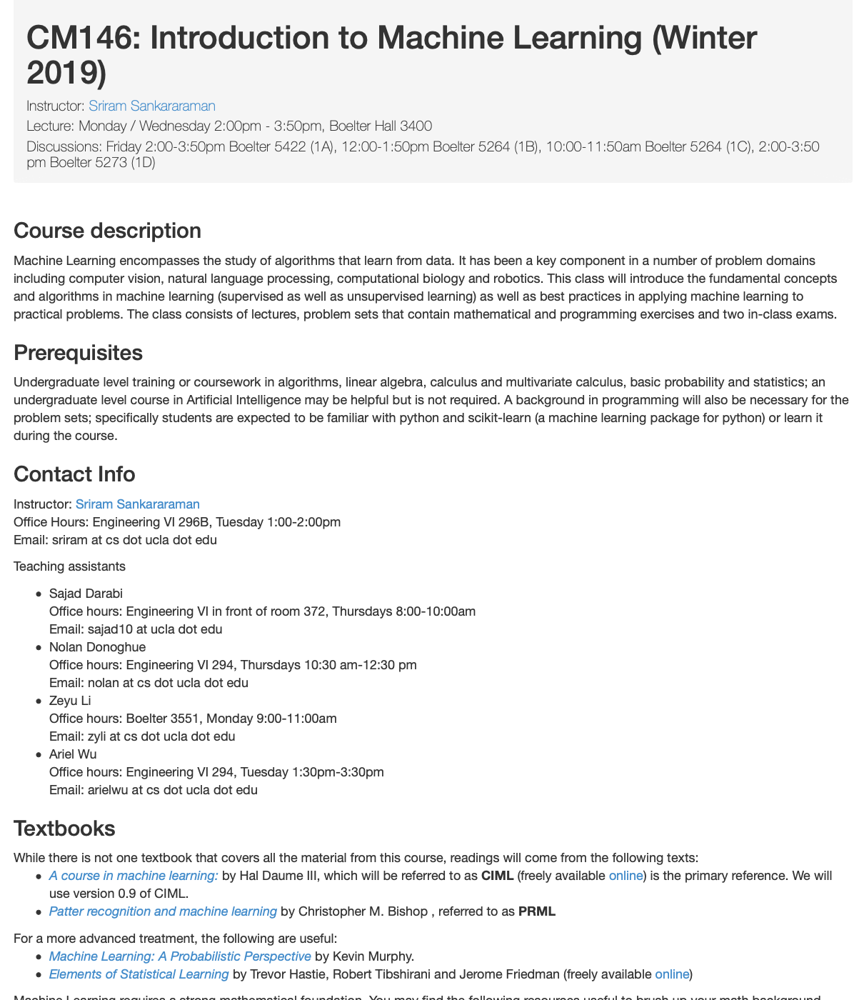 CM146: Introduction to Machine Learning (Winter
2019)
Instructor: Sriram Sankararaman
Lecture: Monday / Wednesday 2:00pm - 3:50pm, Boelter Hall 3400
Discussions: Friday 2:00-3:50pm Boelter 5422 (1A), 12:00-1:50pm Boelter 5264 (1B), 10:00-11:50am Boelter 5264 (1C), 2:00-3:50
pm Boelter 5273 (1D)
Course description
Machine Learning encompasses the study of algorithms that learn from data. It has been a key component in a number of problem domains
including computer vision, natural language processing, computational biology and robotics. This class will introduce the fundamental concepts
and algorithms in machine learning (supervised as well as unsupervised learning) as well as best practices in applying machine learning to
practical problems. The class consists of lectures, problem sets that contain mathematical and programming exercises and two in-class exams.
Prerequisites
Undergraduate level training or coursework in algorithms, linear algebra, calculus and multivariate calculus, basic probability and statistics; an
undergraduate level course in Artificial Intelligence may be helpful but is not required. A background in programming will also be necessary for the
problem sets; specifically students are expected to be familiar with python and scikit-learn (a machine learning package for python) or learn it
during the course.
Contact Info
Instructor: Sriram Sankararaman
Office Hours: Engineering VI 296B, Tuesday 1:00-2:00pm
Email: sriram at cs dot ucla dot edu
Teaching assistants
• Sajad Darabi
Office hours: Engineering VI in front of room 372, Thursdays 8:00-10:00am
Email: sajad10 at ucla dot edu
• Nolan Donoghue
Office hours: Engineering VI 294, Thursdays 10:30 am-12:30 pm
Email: nolan at cs dot ucla dot edu
• Zeyu Li
Office hours: Boelter 3551, Monday 9:00-11:00am
Email: zyli at cs dot ucla dot edu
• Ariel Wu
Office hours: Engineering VI 294, Tuesday 1:30pm-3:30pm
Email: arielwu at cs dot ucla dot edu
Textbooks
While there is not one textbook that covers all the material from this course, readings will come from the following texts:
• A course in machine learning: by Hal Daume III, which will be referred to as CIML (freely available online) is the primary reference. We will
use version 0.9 of CIML.
• Patter recognition and machine learning by Christopher M. Bishop , referred to as PRML
For a more advanced treatment, the following are useful:
• Machine Learning: A Probabilistic Perspective by Kevin Murphy.
• Elements of Statistical Learning by Trevor Hastie, Robert Tibshirani and Jerome Friedman (freely available online)
Machine Learning requires a strong mathematical foundation. You may find the following resources useful to brush up your math background